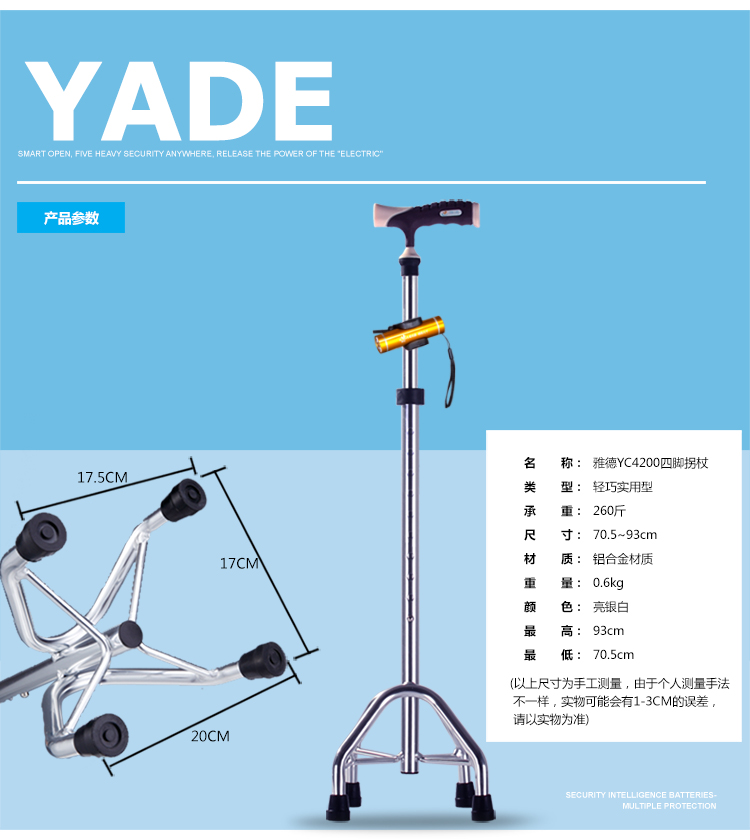 YADE
SMART OPEN, FIVE HEAVY SECURITY ANYWHERE, RELEASE THE POWER OF THE "ELECTRIC"
产品参数
17.5CM
17CM
20CM
名 称： 雅德YC4200四脚拐杖
类 型： 轻巧实用型
承 重： 260斤
尺 寸： 70.5~93cm
材 质： 铝合金材质
重 量： 0.6kg
颜 色： 亮银白
最 高： 93cm
最 低： 70.5cm
(以上尺寸为手工测量，由于个人测量手法
不一样，实物可能会有1-3CM的误差，
请以实物为准)
SECURITY INTELLIGENCE BATTERIES-
MULTIPLE PROTECTION